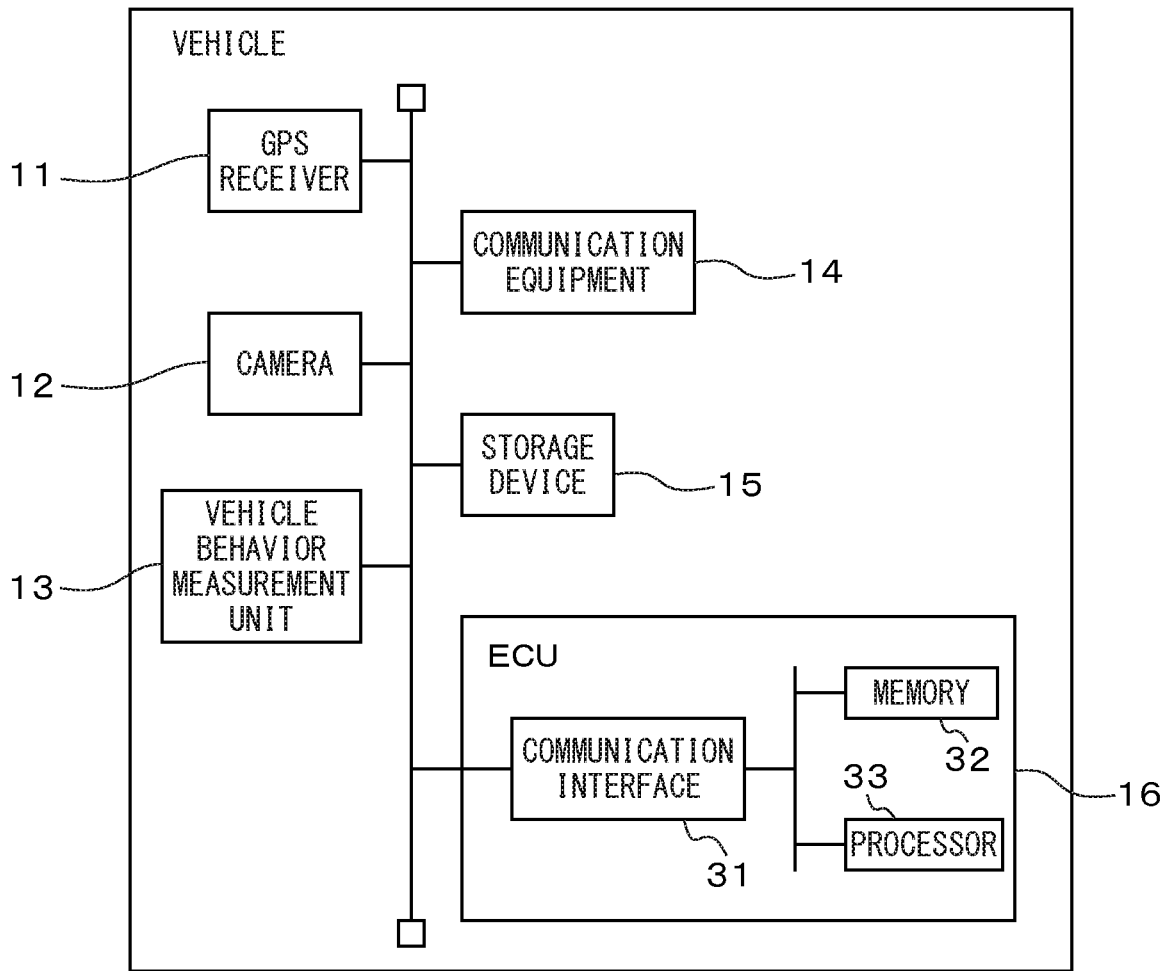 VEHICLE
GPS
RECEIVER
11
COMMUNICATION
EQUIPMENT
14
CAMERA
12
STORAGE
DEVICE
15
VEHICLE
BEHAVIOR
MEASUREMENT
UNIT
13
ECU
MEMORY
32
COMMUNICATION
INTERFACE
31
33
PROCESSOR
16